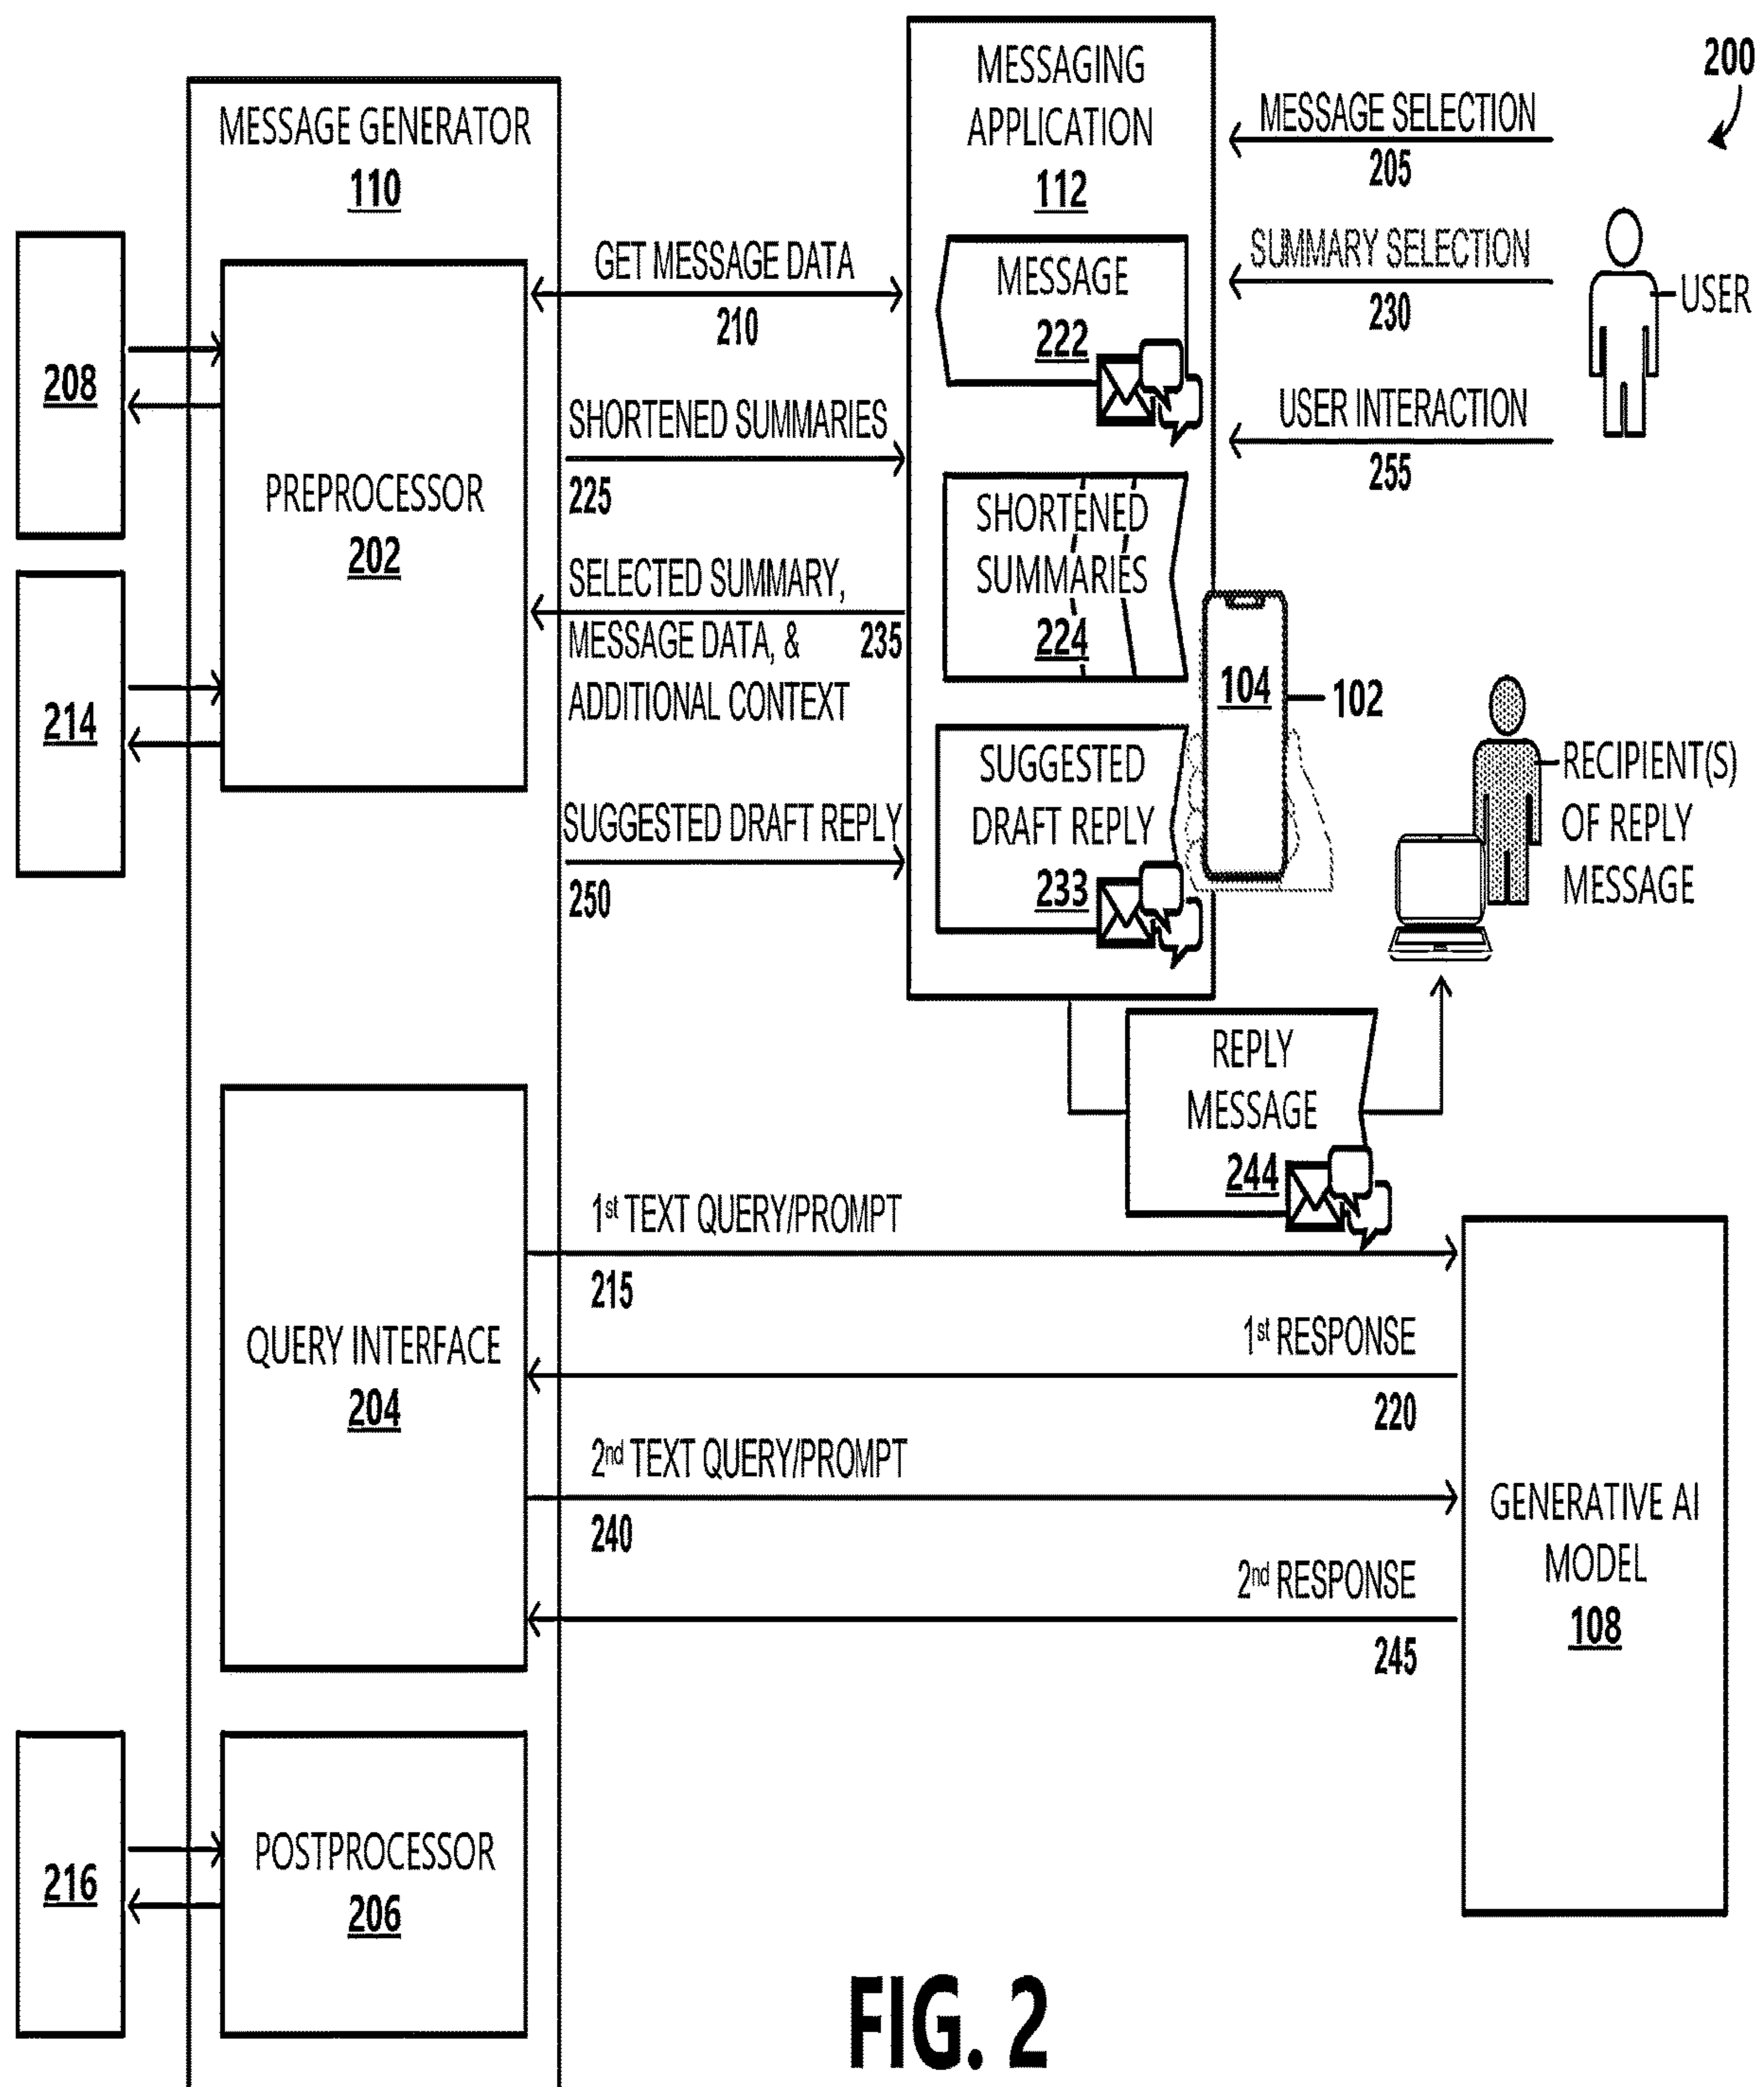 200
MESSAGE GENERATOR
110
MESSAGING
APPLICATION
112
MESSAGE SELECTION
205
SUMMARY SELECTION
230
USER
USER INTERACTION
255
208
214
PREPROCESSOR
202
GET MESSAGE DATA
210
SHORTENED SUMMARIES
225
SELECTED SUMMARY,
MESSAGE DATA, & 235
ADDITIONAL CONTEXT
SUGGESTED DRAFT REPLY
250
MESSAGE
222
SHORTENED
SUMMARIES
224
SUGGESTED
DRAFT REPLY
233
104
102
RECIPIENT(S)
OF REPLY
MESSAGE
REPLY
MESSAGE
244
QUERY INTERFACE
204
1st TEXT QUERY/PROMPT
215
1st RESPONSE
220
2nd TEXT QUERY/PROMPT
240
2nd RESPONSE
245
GENERATIVE AI
MODEL
108
216
POSTPROCESSOR
206
FIG. 2